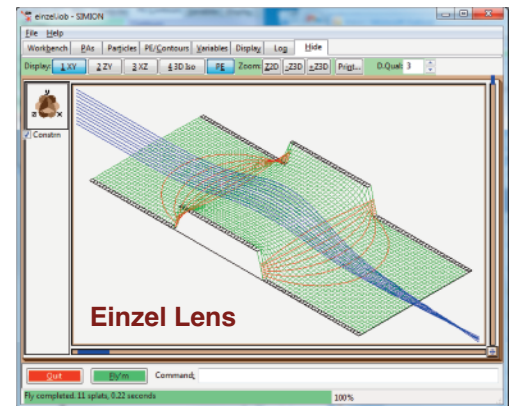 einzel.iob - SIMION
File Help
Workbench PAs Particles PE/Contours Variables Display Log Hide
Display: 1 XY 2 ZY 3 XZ 4 3D Iso PE Zoom: Z2D -Z3D +Z3D Print... D.Qual: 3
z x
Constrn
Einzel Lens
Quit Fly'm Command:
Fly completed. 11 splats, 0.22 seconds 100%